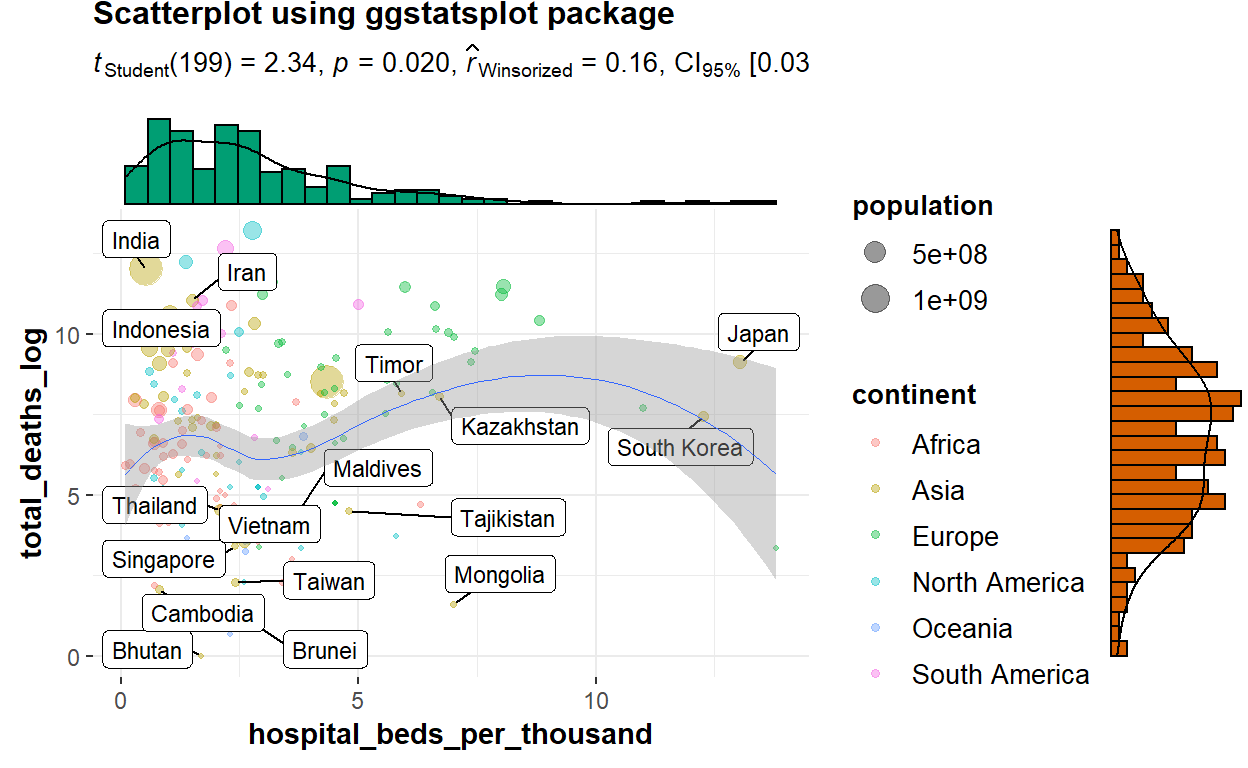 Scatterplot using ggstatsplot package
t Student(199) = 2.34, p = 0.020, r̂ Winsorized = 0.16, CI95% [0.03
India
Iran
Indonesia
Japan
Timor
Kazakhstan
South Korea
Maldives
Thailand
Vietnam
Tajikistan
Singapore
Taiwan
Mongolia
Cambodia
Bhutan
Brunei
total_deaths_log
10
5
0
0 5 10
hospital_beds_per_thousand
population
5e+08
1e+09
continent
Africa
Asia
Europe
North America
Oceania
South America